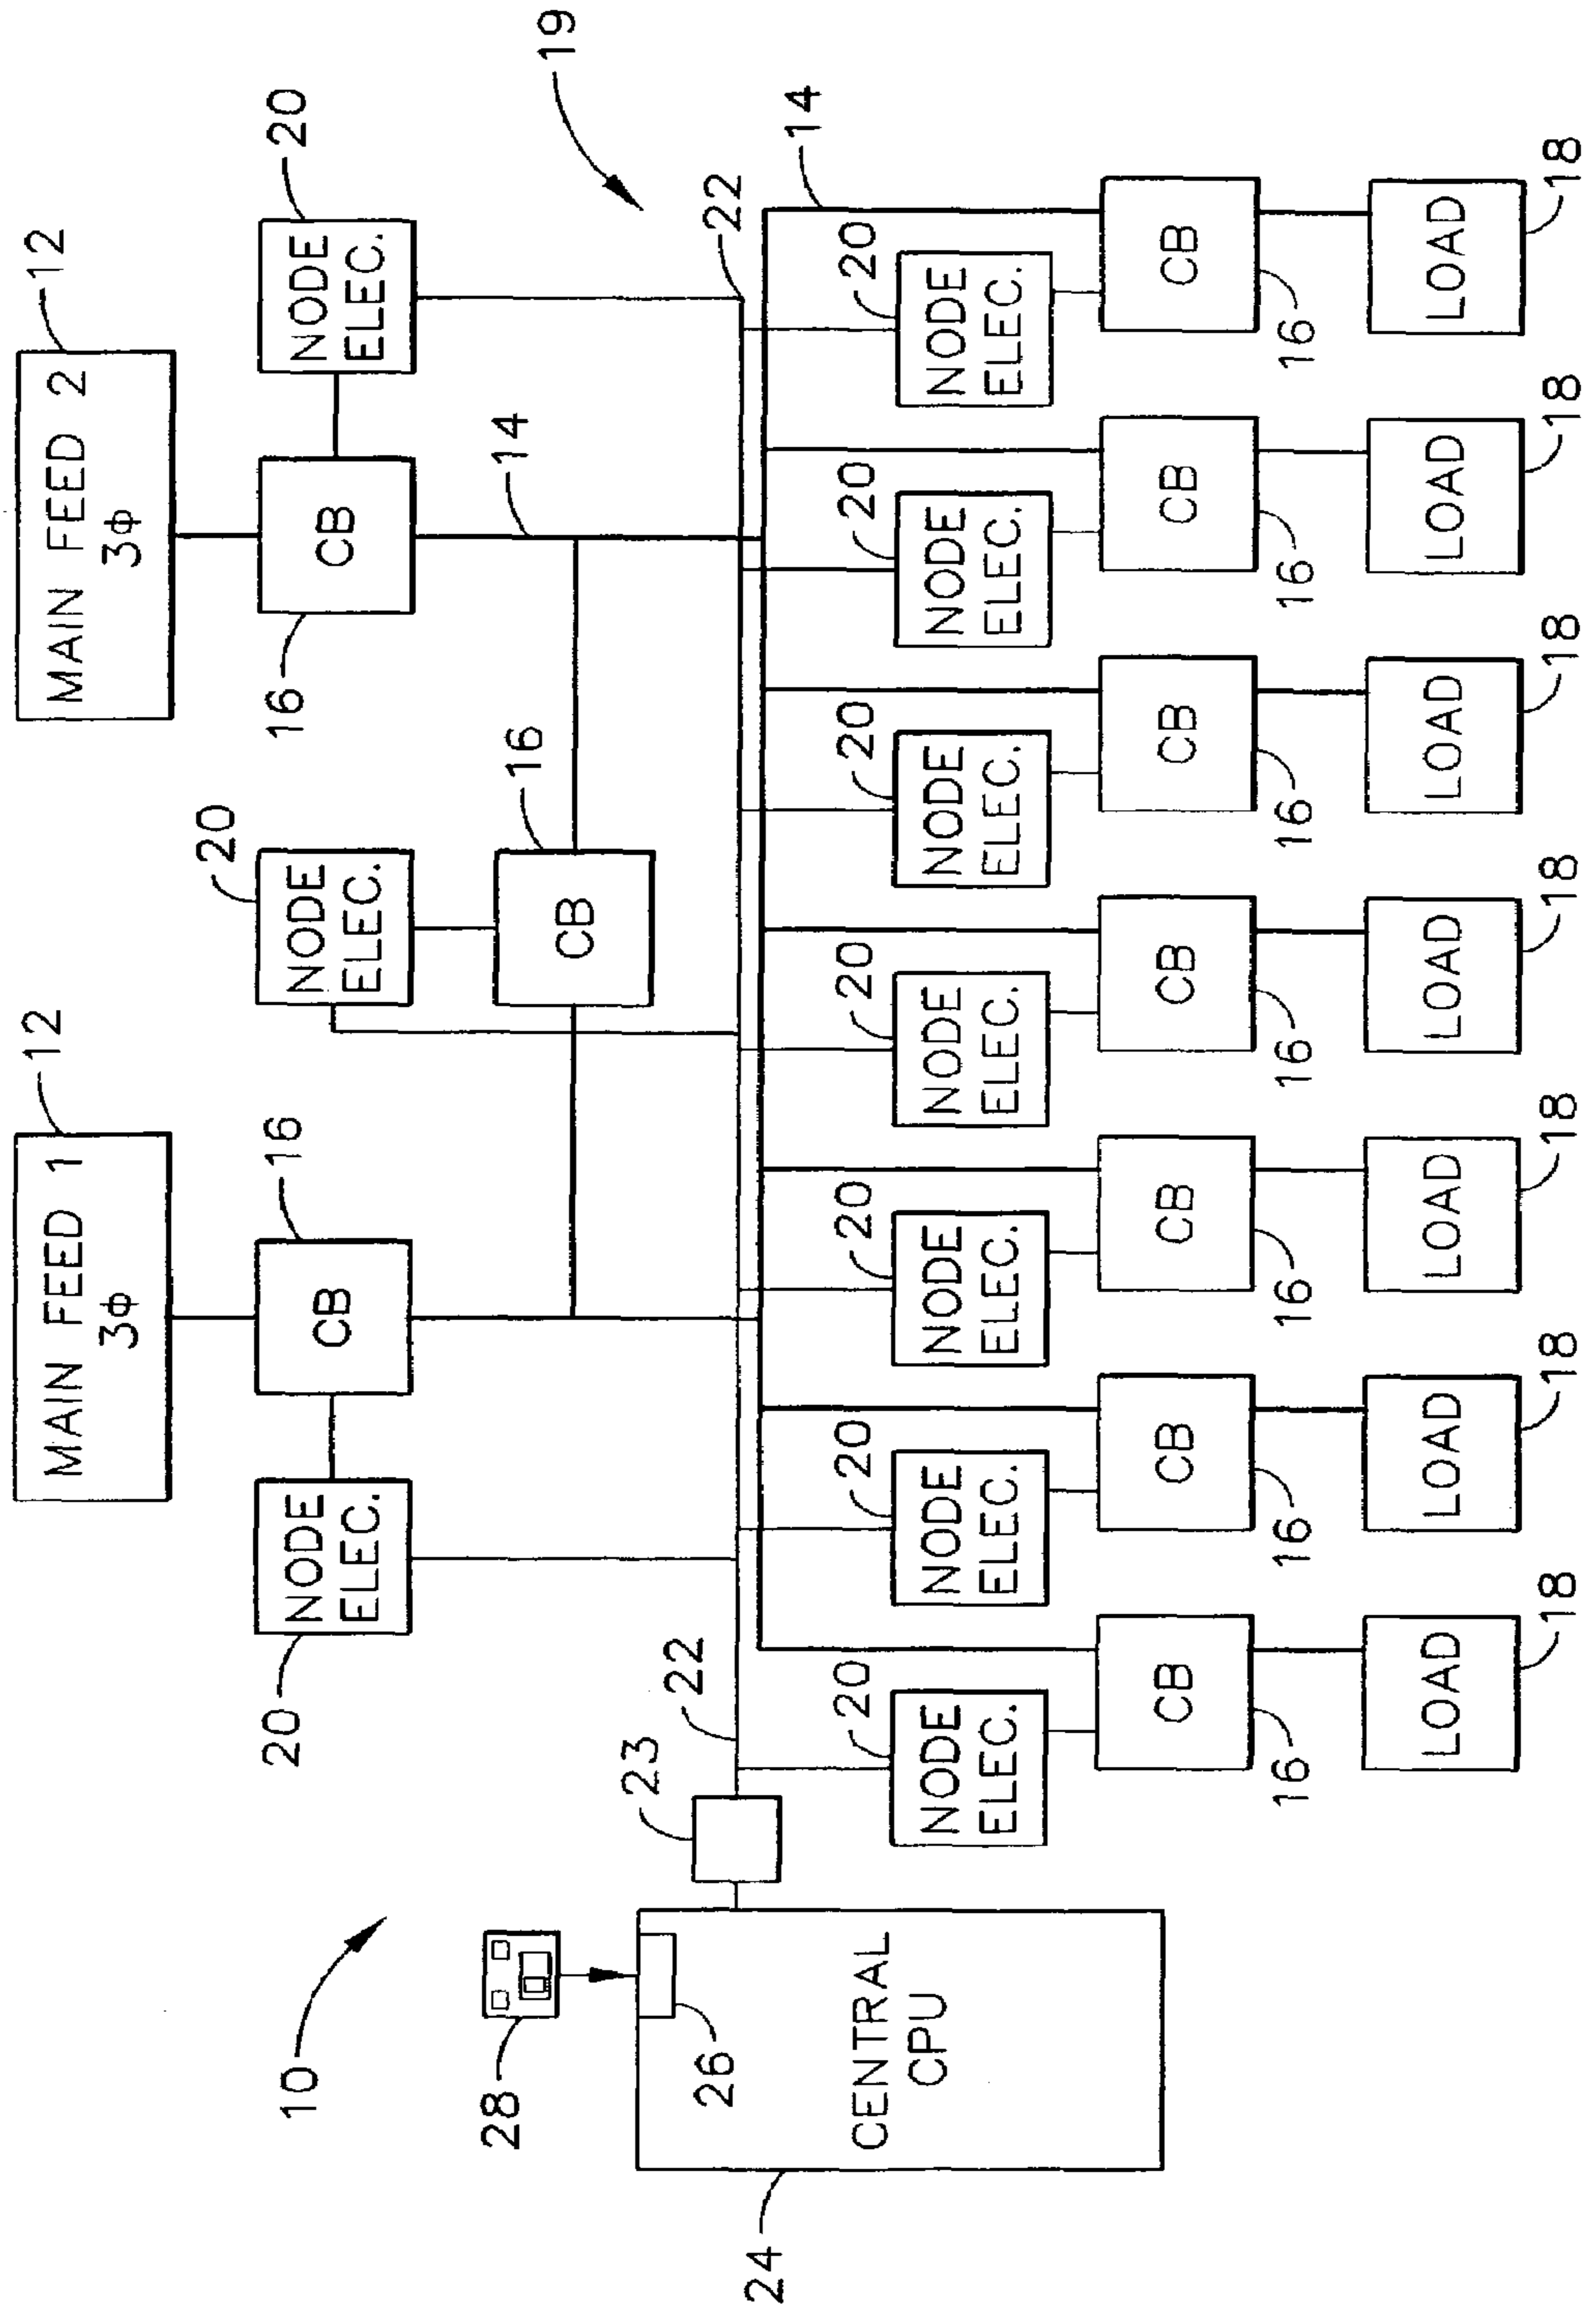 12
12
MAIN FEED 1
3ϕ
MAIN FEED 2
3ϕ
20
10
20
NODE
ELEC.
16
CB
NODE
ELEC.
16
CB
NODE
ELEC.
20
28
16
14
19
CB
23
22
26
22
24
14
CENTRAL
CPU
20
20
20
20
20
20
20
NODE
ELEC.
NODE
ELEC.
NODE
ELEC.
NODE
ELEC.
NODE
ELEC.
NODE
ELEC.
NODE
ELEC.
CB
CB
CB
CB
CB
CB
CB
16
16
16
16
16
16
16
LOAD
LOAD
LOAD
LOAD
LOAD
LOAD
LOAD
18
18
18
18
18
18
18